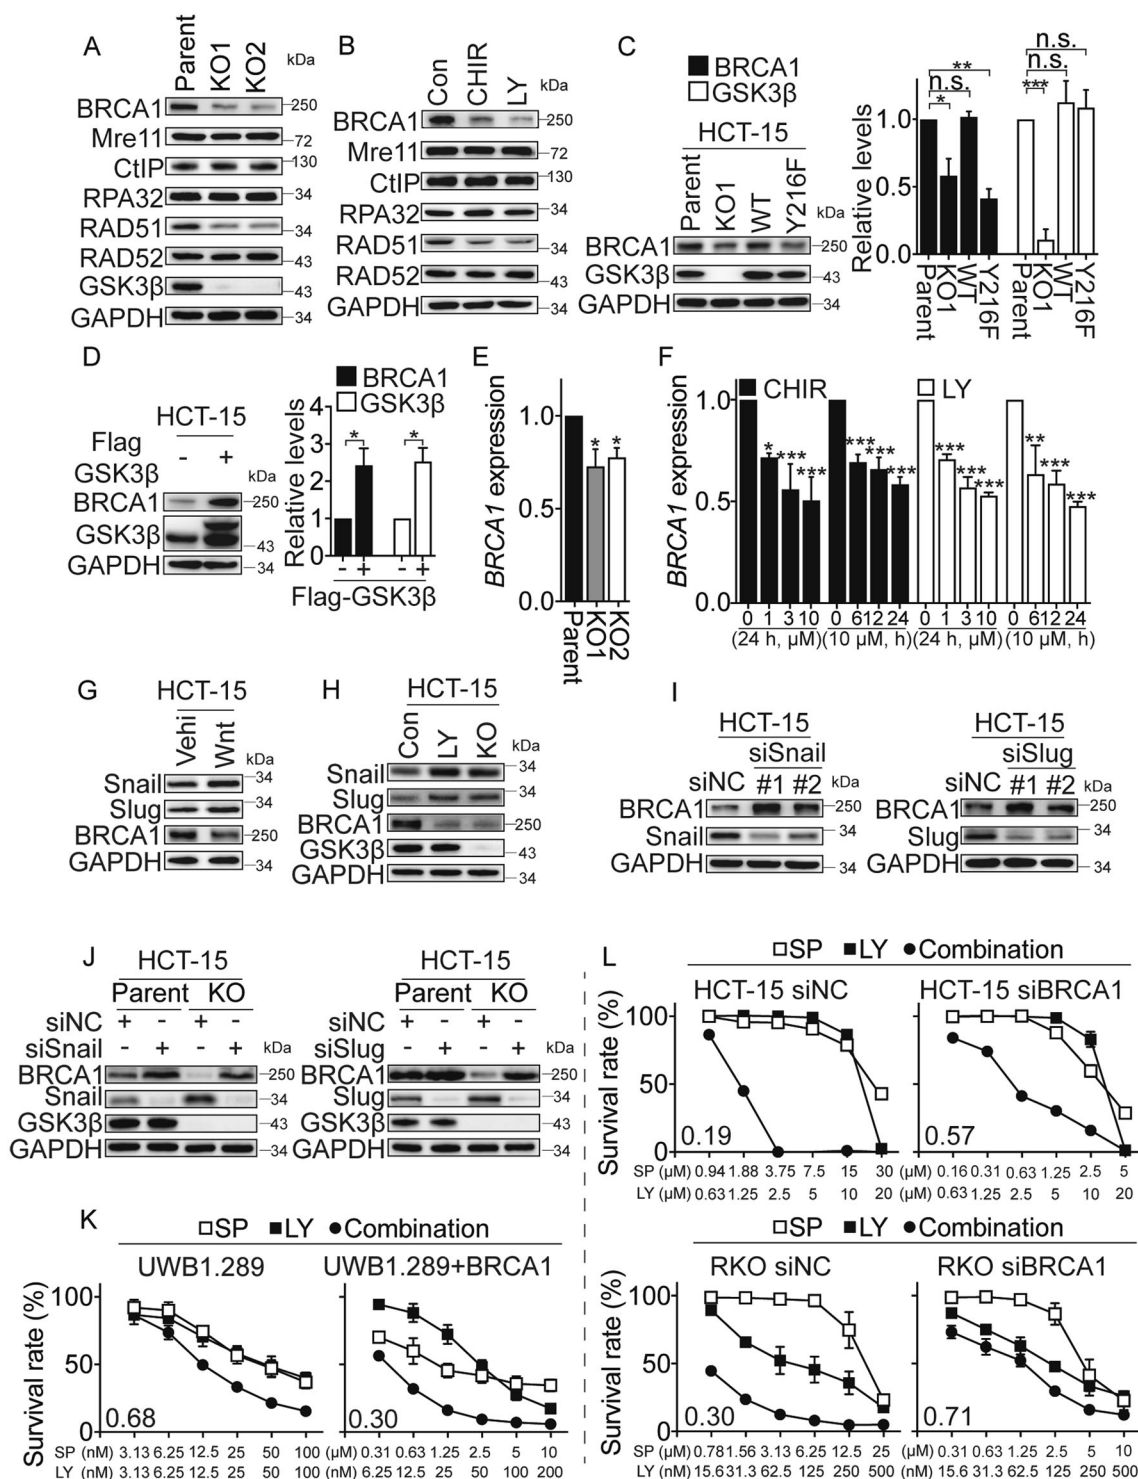 A
Parent
KO1
KO2
kDa
BRCA1
250
Mre11
72
CtIP
130
RPA32
34
RAD51
34
RAD52
43
GSK3β
43
GAPDH
34
B
Con
CHIR
LY
kDa
BRCA1
250
Mre11
72
CtIP
130
RPA32
34
RAD51
34
RAD52
43
GAPDH
34
C
BRCA1
GSK3β
HCT-15
Parent
KO1
WT
Y216F
kDa
BRCA1
250
GSK3β
43
GAPDH
34
Relative levels
1.0
0.5
0.0
** 
n.s.
*
n.s.
n.s.
***
Parent
KO1
WT
Y216F
Parent
KO1
WT
Y216F
D
HCT-15
Flag
GSK3β
- +
kDa
BRCA1
250
GSK3β
43
GAPDH
34
BRCA1
GSK3β
Relative levels
4
3
2
1
0
* *
- + - +
Flag-GSK3β
E
BRCA1 expression
1.0
0.5
0.0
* *
Parent
KO1
KO2
F
CHIR LY
BRCA1 expression
1.0
0.5
0.0
* *** *** *** *** *** *** *** *** ** *** ***
0 1 3 10 0 6 12 24 0 1 3 10 0 6 12 24
(24 h, μM) (10 μM, h) (24 h, μM) (10 μM, h)
G
HCT-15
Vehi
Wnt
kDa
Snail
34
Slug
34
BRCA1
250
GAPDH
34
H
HCT-15
Con
LY
KO
kDa
Snail
34
Slug
34
BRCA1
250
GSK3β
43
GAPDH
34
I
HCT-15
siSnail
siNC #1 #2 kDa
BRCA1 250
Snail 34
GAPDH 34
HCT-15
siSlug
siNC #1 #2 kDa
BRCA1 250
Slug 34
GAPDH 34
J
HCT-15
Parent KO
siNC + - + -
siSnail - + - + kDa
BRCA1 250
Snail 34
GSK3β 43
GAPDH 34
HCT-15
Parent KO
siNC + - + -
siSlug - + - + kDa
BRCA1 250
Slug 34
GSK3β 43
GAPDH 34
K
SP LY Combination
UWB1.289
Survival rate (%)
100
50
0
0.68
SP (nM) 3.13 6.25 12.5 25 50 100
LY (nM) 3.13 6.25 12.5 25 50 100
UWB1.289+BRCA1
0.30
(μM) 0.31 0.63 1.25 2.5 5 10
(nM) 6.25 12.5 25 50 100 200
L
SP LY Combination
HCT-15 siNC
Survival rate (%)
100
50
0
0.19
SP (μM) 0.94 1.88 3.75 7.5 15 30
LY (μM) 0.63 1.25 2.5 5 10 20
HCT-15 siBRCA1
0.57
(μM) 0.16 0.31 0.63 1.25 2.5 5
(μM) 0.63 1.25 2.5 5 10 20
SP LY Combination
RKO siNC
Survival rate (%)
100
50
0
0.30
SP (μM) 0.78 1.56 3.13 6.25 12.5 25
LY (nM) 15.6 31.3 62.5 125 250 500
RKO siBRCA1
0.71
(μM) 0.31 0.63 1.25 2.5 5 10
(nM) 15.6 31.3 62.5 125 250 500